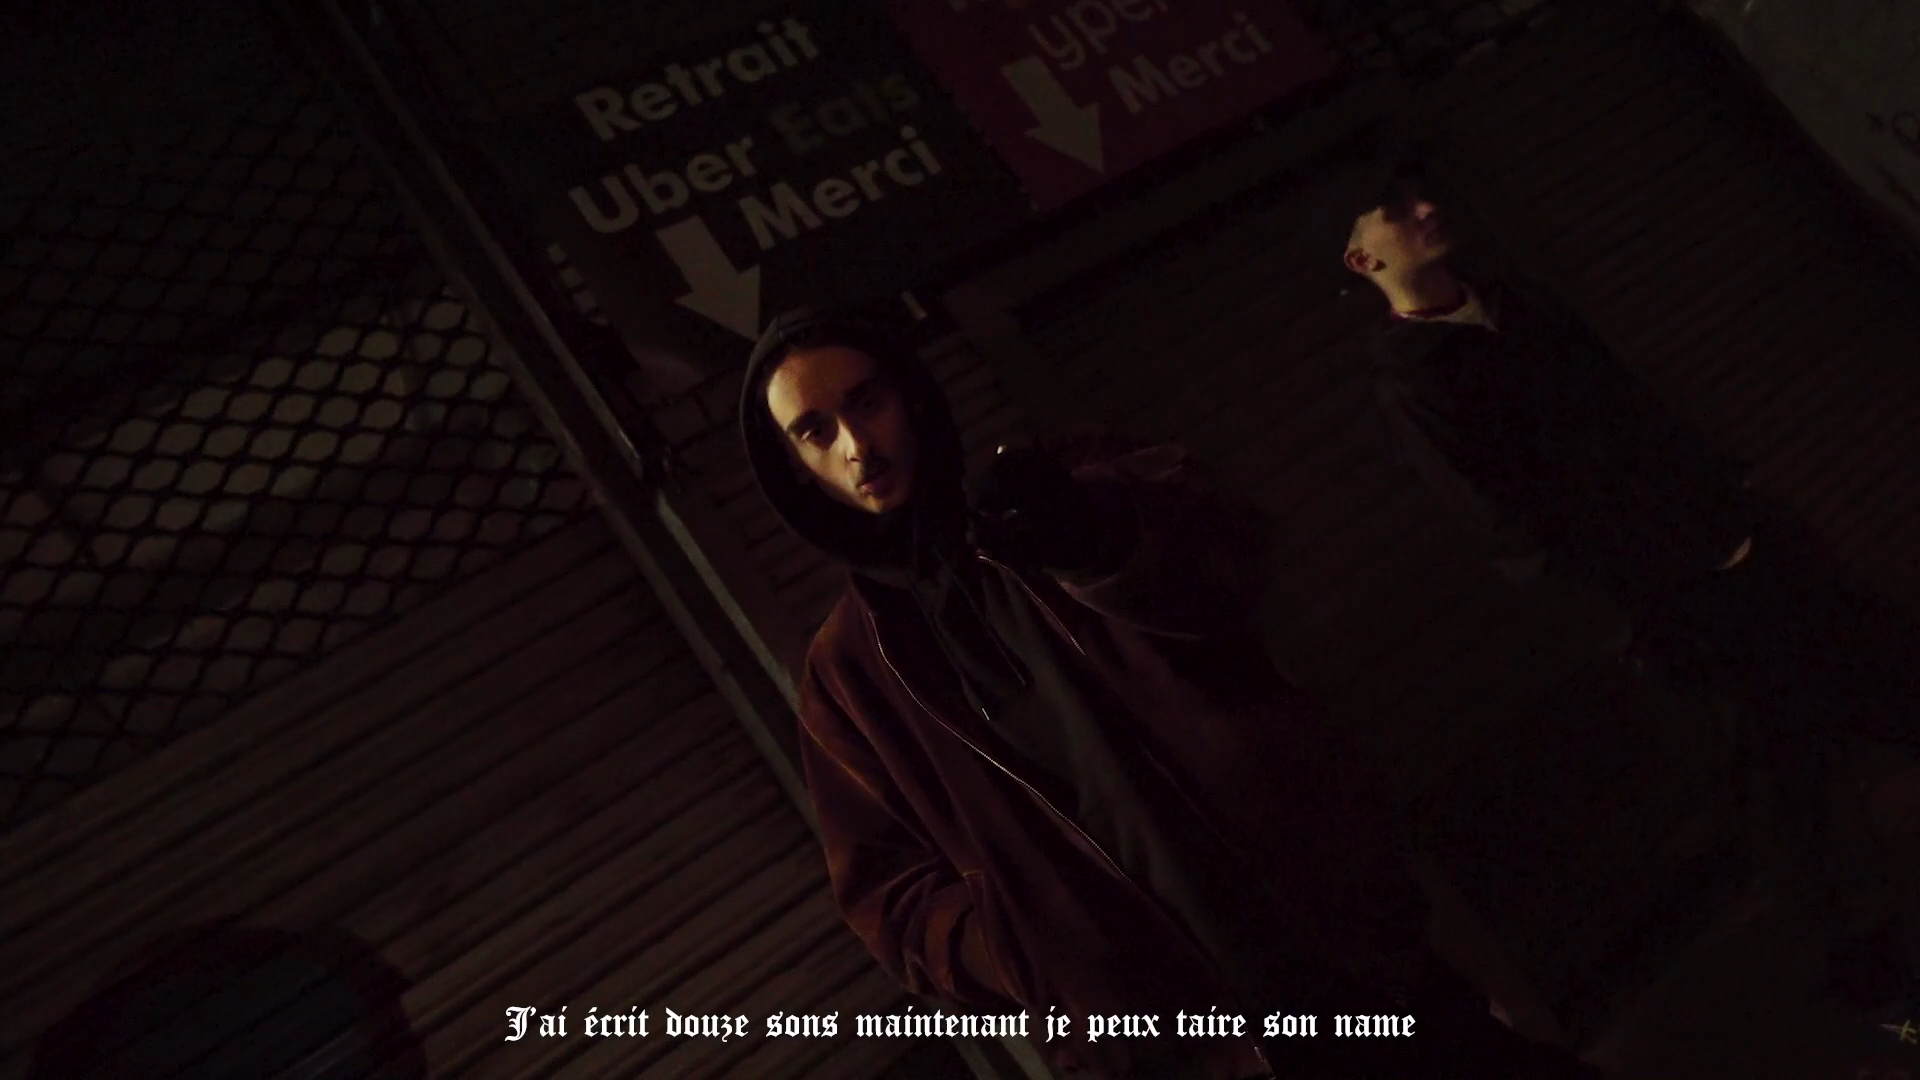 Retrait
Uber Eats
Merci
Merci
J'ai écrit douze sons maintenant je peux taire son name